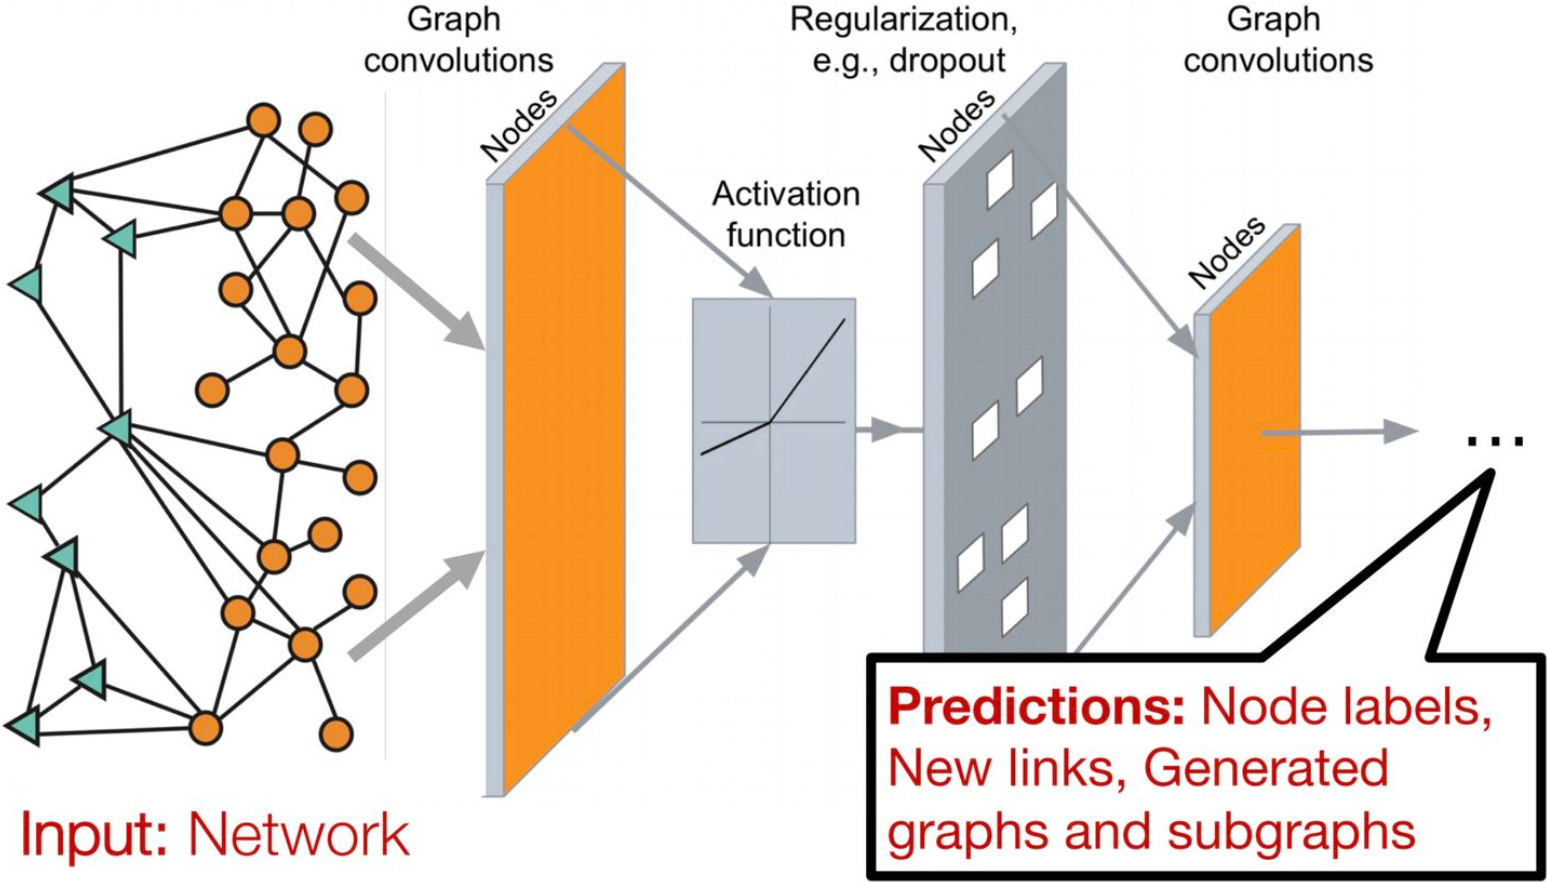 Graph
convolutions
Regularization,
e.g., dropout
Graph
convolutions
Nodes
Nodes
Activation
function
Nodes
...
Predictions: Node labels,
New links, Generated
graphs and subgraphs
Input: Network